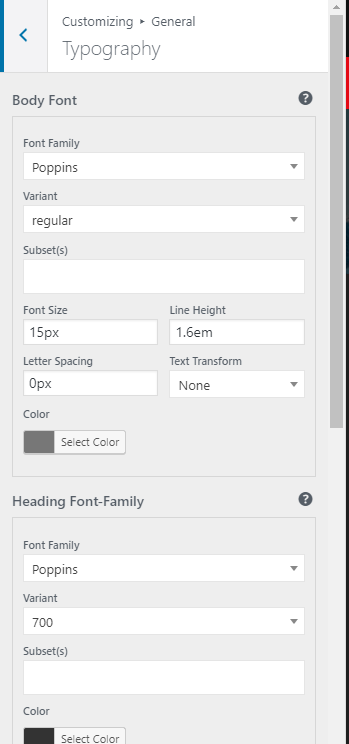 Customizing ▸ General
Typography
Body Font
Font Family
Poppins
Variant
regular
Subset(s)
Font Size Line Height
15px 1.6em
Letter Spacing Text Transform
0px None
Color
Select Color
Heading Font-Family
Font Family
Poppins
Variant
700
Subset(s)
Color
Select Color